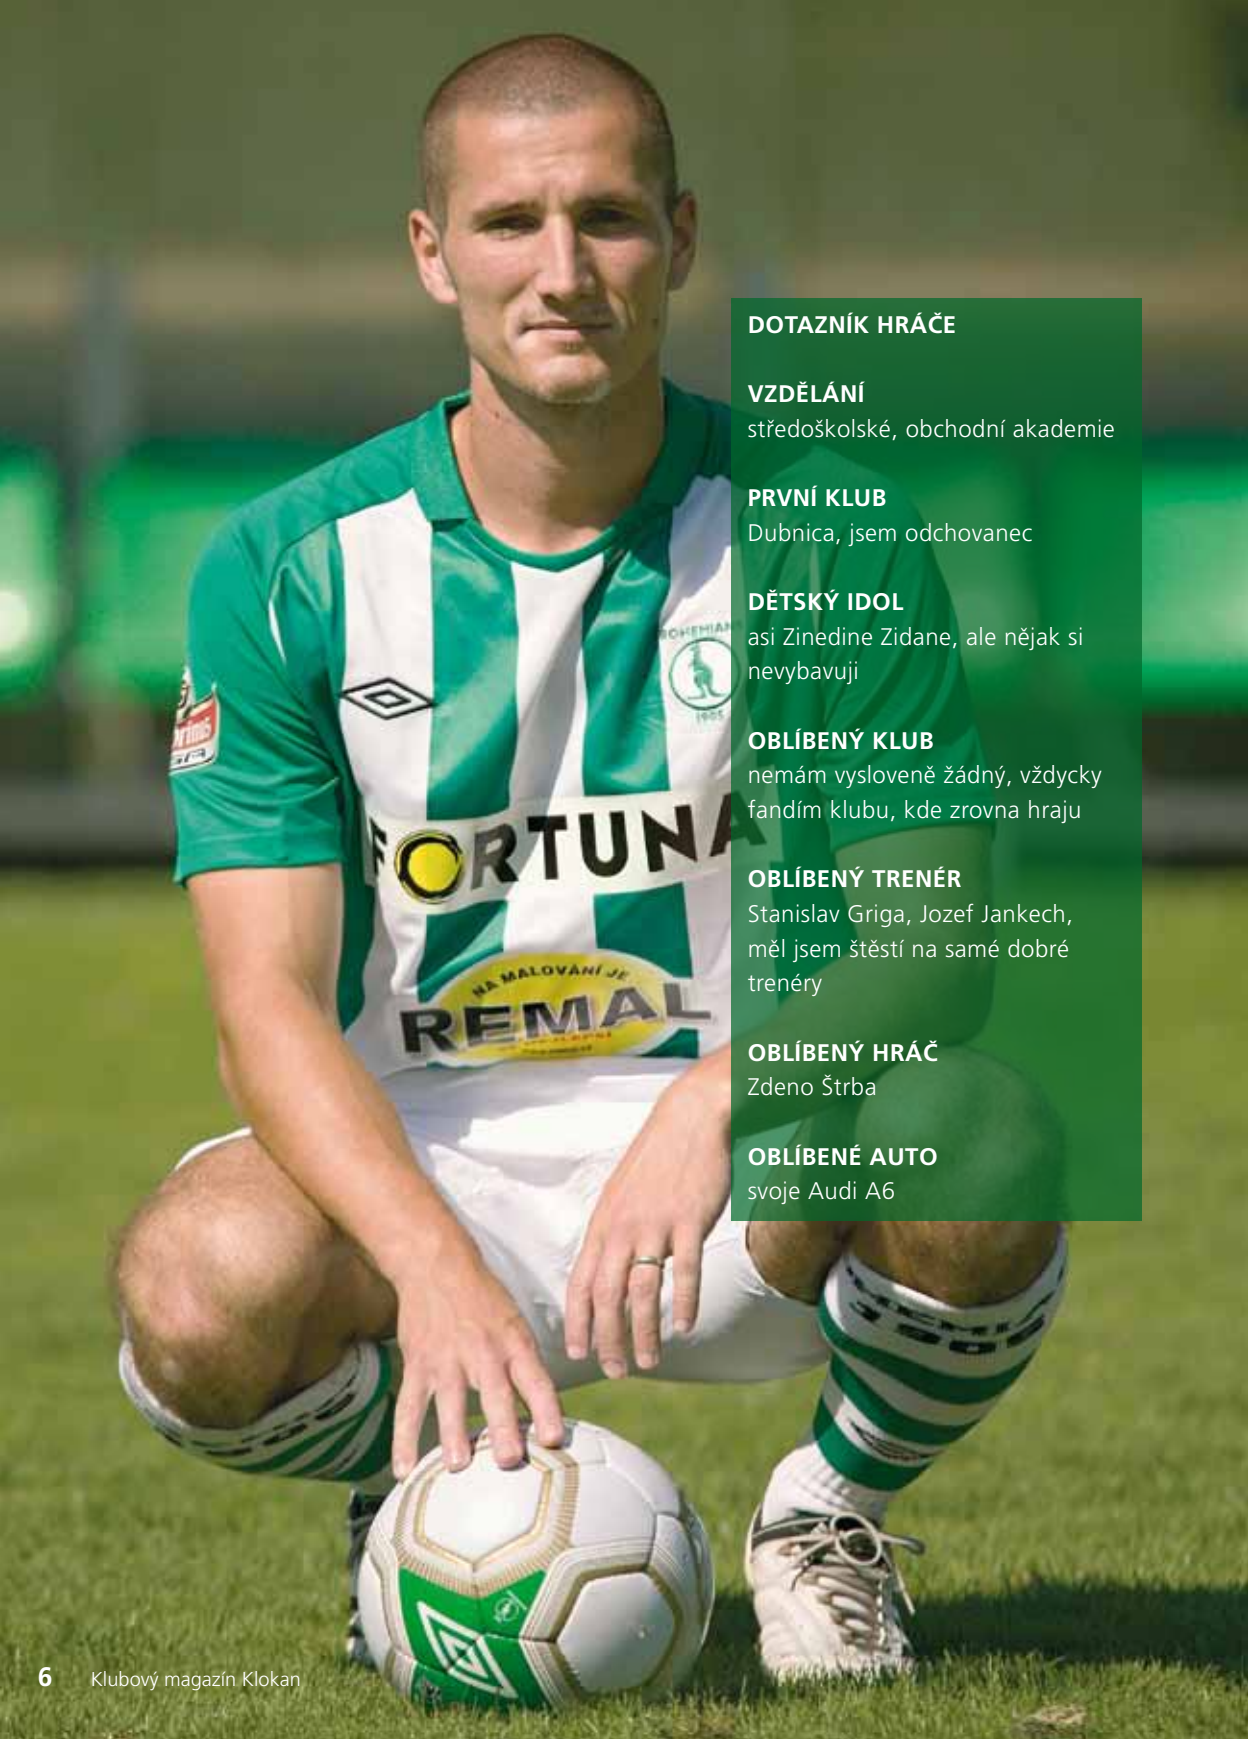 DOTAZNÍK HRÁČE
VZDĚLÁNÍ
středoškolské, obchodní akademie
PRVNÍ KLUB
Dubnica, jsem odchovanec
DĚTSKÝ IDOL
asi Zinedine Zidane, ale nějak si
nevybavuji
OBLÍBENÝ KLUB
nemám vysloveně žádný, vždycky
fandím klubu, kde zrovna hraju
OBLÍBENÝ TRENÉR
Stanislav Griga, Jozef Jankech,
měl jsem štěstí na samé dobré
trenéry
OBLÍBENÝ HRÁČ
Zdeno Štrba
OBLÍBENÉ AUTO
svoje Audi A6
BOHEMIANS
1905
FORTUNA
NA MALOVÁNÍ JE
REMAL
1905
6 Klubový magazín Klokan